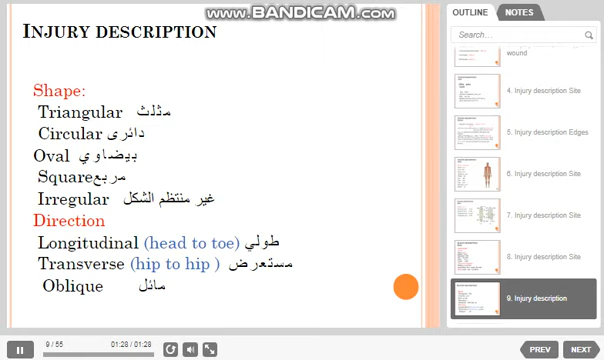 www.BANDICAM.com
INJURY DESCRIPTION
Shape:
Triangular مثلث
Circular دائرى
Oval بيضاوي
Square مربع
Irregular غير منتظم الشكل
Direction
Longitudinal (head to toe) طولي
Transverse (hip to hip ) مستعرض
Oblique مائل
OUTLINE NOTES
Search...
wound
4. Injury description Site
5. Injury description Edges
6. Injury description Site
7. Injury description Site
8. Injury description Site
9. Injury description
9 / 55 01:28 / 01:28
PREV NEXT